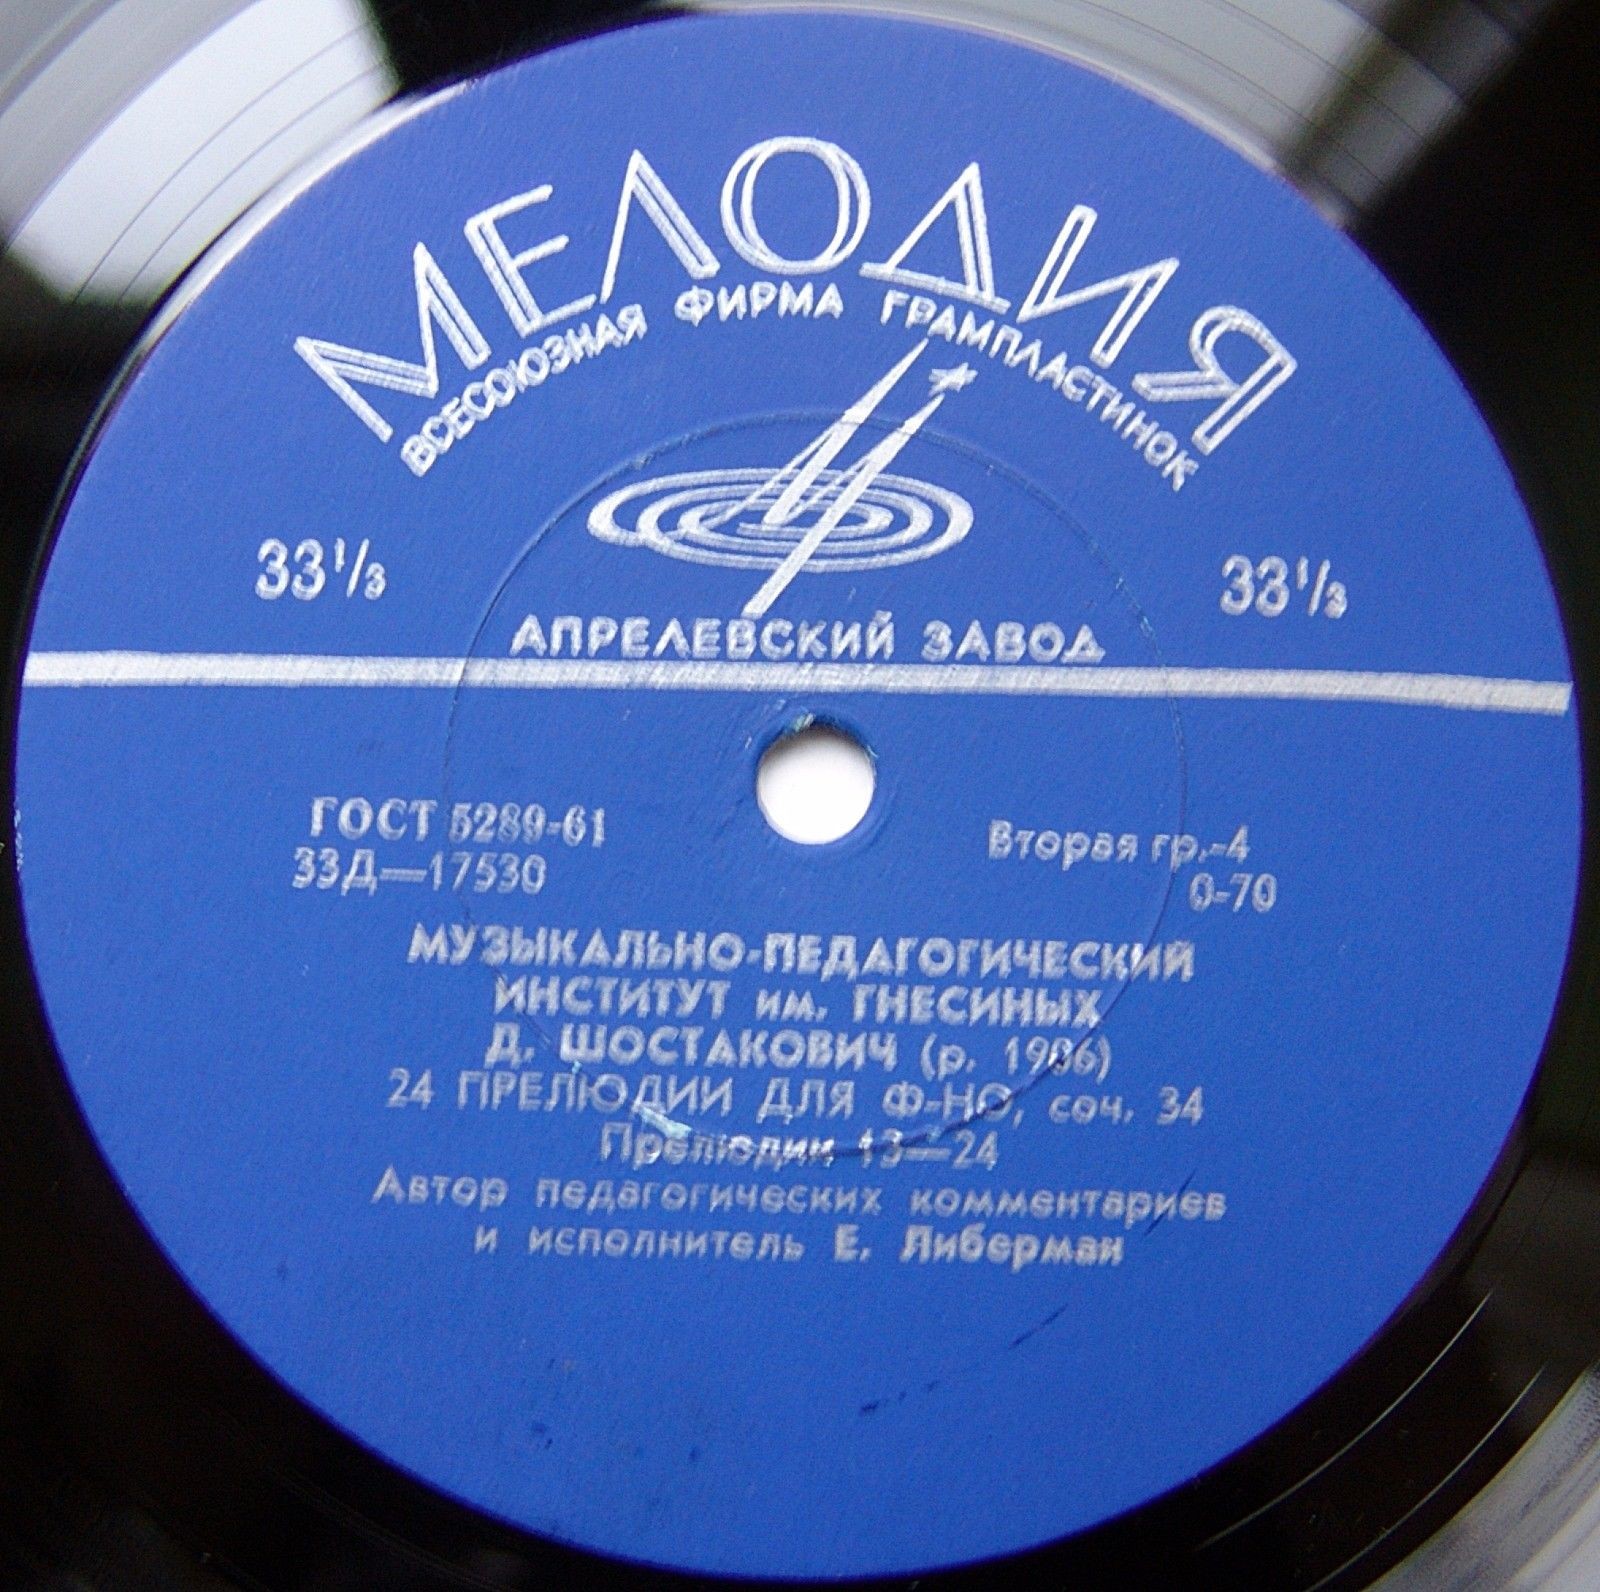 МЕЛОДИЯ
ВСЕСОЮЗНАЯ ФИРМА ГРАМПЛАСТИНОК
33⅓ 33⅓
АПРЕЛЕВСКИЙ ЗАВОД
ГОСТ 5289-61 Вторая гр.-4
33Д—17530 0-70
МУЗЫКАЛЬНО-ПЕДАГОГИЧЕСКИЙ
ИНСТИТУТ им. ГНЕСИНЫХ
Д. ШОСТАКОВИЧ (р. 1906)
24 ПРЕЛЮДИИ ДЛЯ Ф-НО, соч. 34
Прелюдии 13—24
Автор педагогических комментариев
и исполнитель Е. Либерман